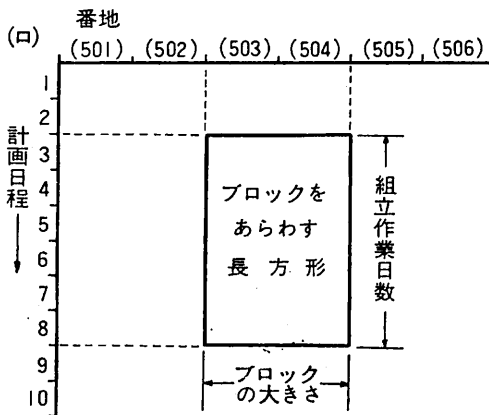 (ロ)
番地
(501) (502) (503) (504) (505) (506)
計画日程
1
2
3
4
5
6
7
8
9
10
ブロックを
あらわす
長方形
組立作業日数
ブロック
の大きさ